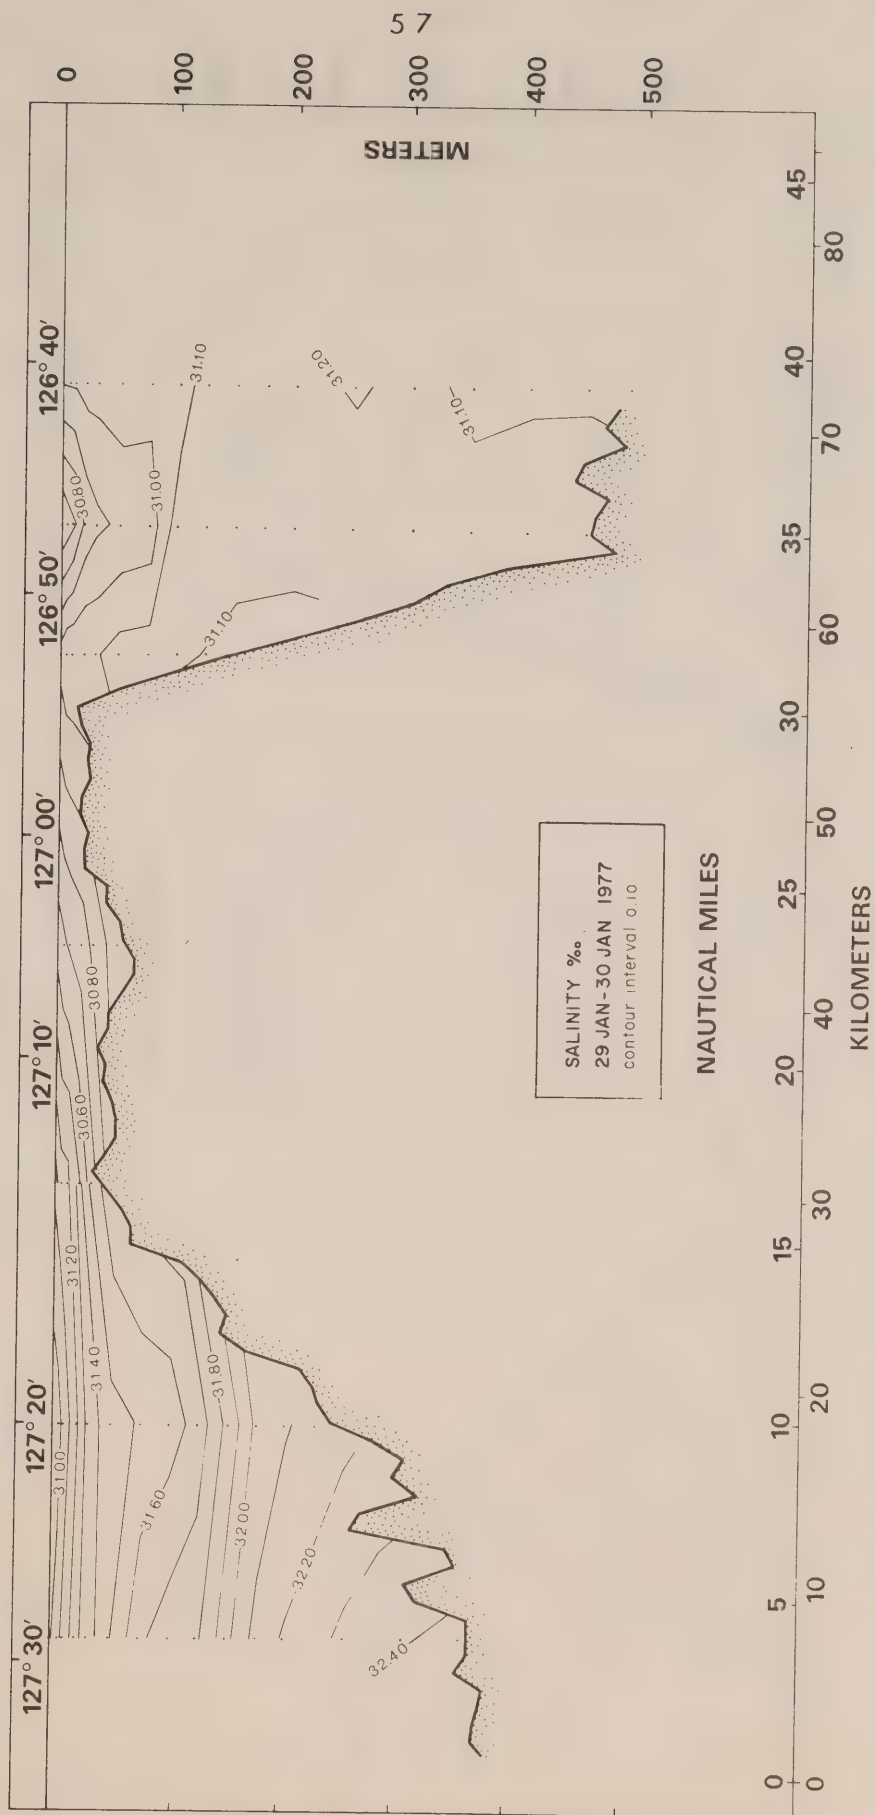 57
127° 30′ 127° 20′ 127° 10′ 127° 00′ 126° 50′ 126° 40′
0
100
200
300
400
500
METERS
31.00
31.20
31.40
31.60
31.80
32.00
32.20
32.40
30.60
30.80
30.80
31.00
31.10
31.10
31.20
31.10
SALINITY ‰
29 JAN-30 JAN 1977
contour interval 0.10
NAUTICAL MILES
0 5 10 15 20 25 30 35 40 45
0 10 20 30 40 50 60 70 80
KILOMETERS